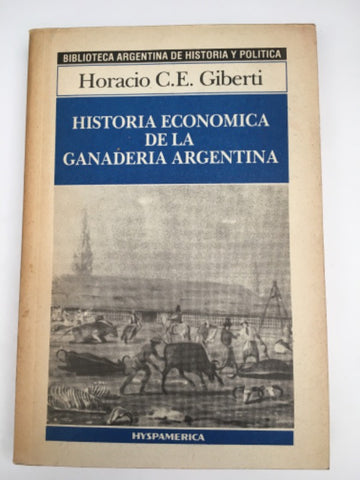 BIBLIOTECA ARGENTINA DE HISTORIA Y POLITICA
Horacio C.E. Giberti
HISTORIA ECONOMICA
DE LA
GANADERIA ARGENTINA
HYSPAMERICA